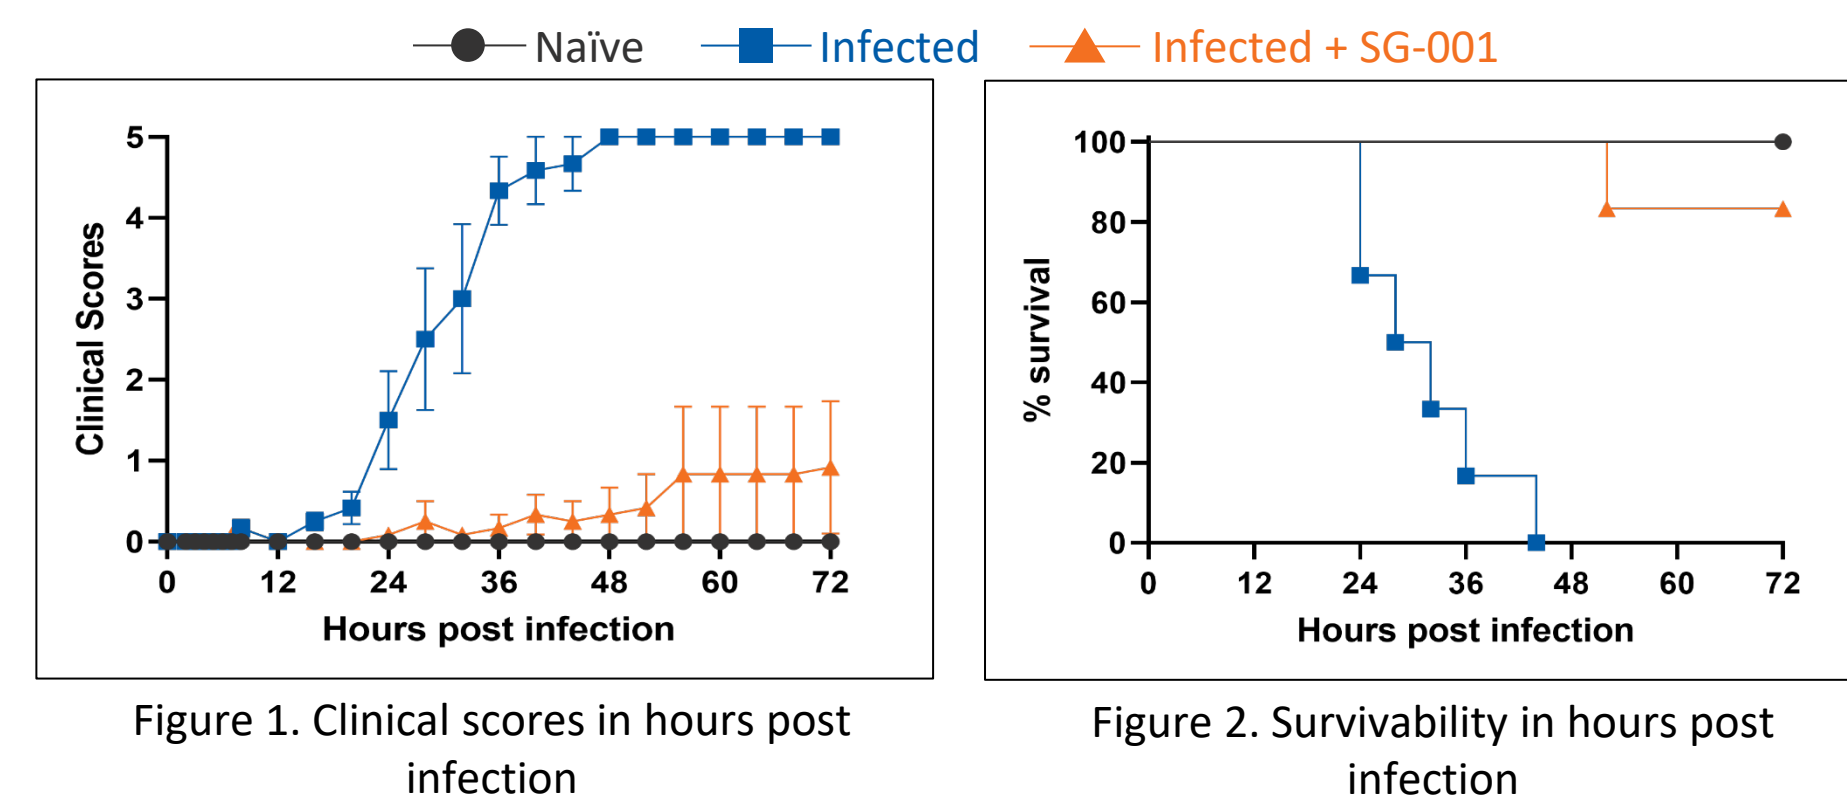 Naïve Infected Infected + SG-001
5
4
3
2
1
0
Clinical Scores
0 12 24 36 48 60 72
Hours post infection
100
80
60
40
20
0
% survival
0 12 24 36 48 60 72
Hours post infection
Figure 1. Clinical scores in hours post
infection
Figure 2. Survivability in hours post
infection